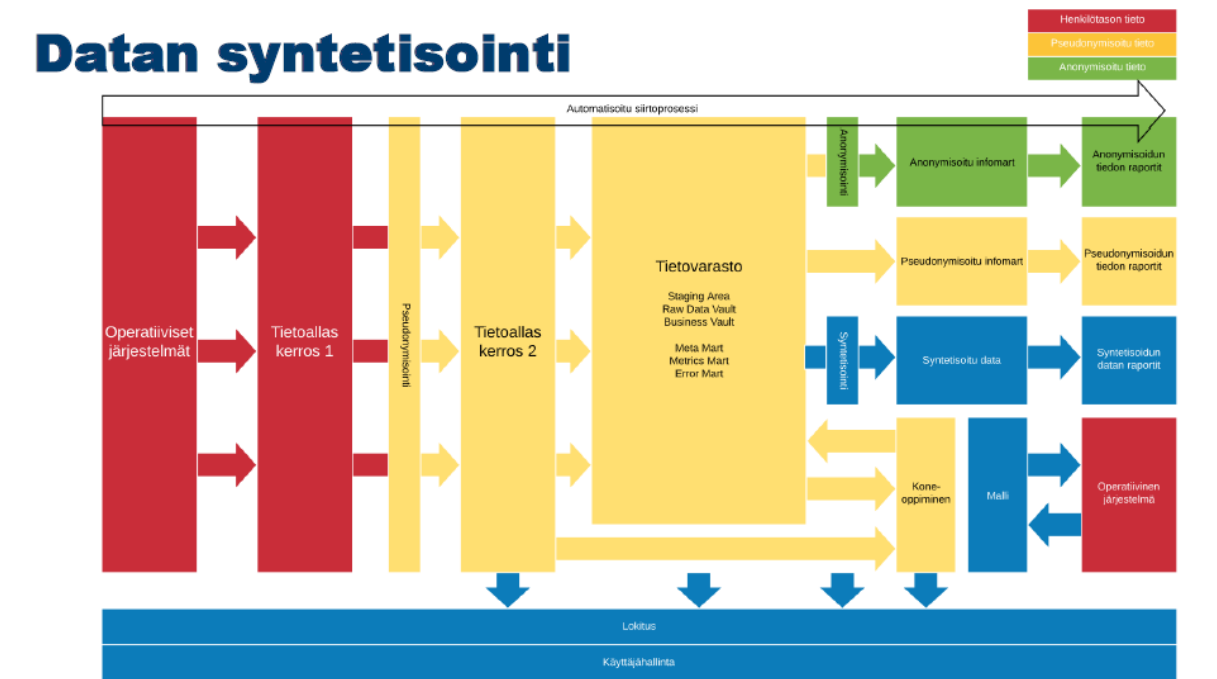 Datan syntetisointi
Henkilötason tieto
Pseudonymisoitu tieto
Anonymisoitu tieto
Automatisoitu siirtoprosessi
Operatiiviset
järjestelmät
Tietoallas
kerros 1
Pseudonymisointi
Tietoallas
kerros 2
Tietovarasto
Staging Area
Raw Data Vault
Business Vault
Meta Mart
Metrics Mart
Error Mart
Anonymisointi
Anonymisoitu infomart
Anonymisoidun
tiedon raportit
Pseudonymisoitu infomart
Pseudonymisoidun
tiedon raportit
Syntetisointi
Syntetisoitu data
Syntetisoidun
datan raportit
Kone-
oppiminen
Malli
Operatiivinen
järjestelmä
Lokitus
Käyttäjähallinta